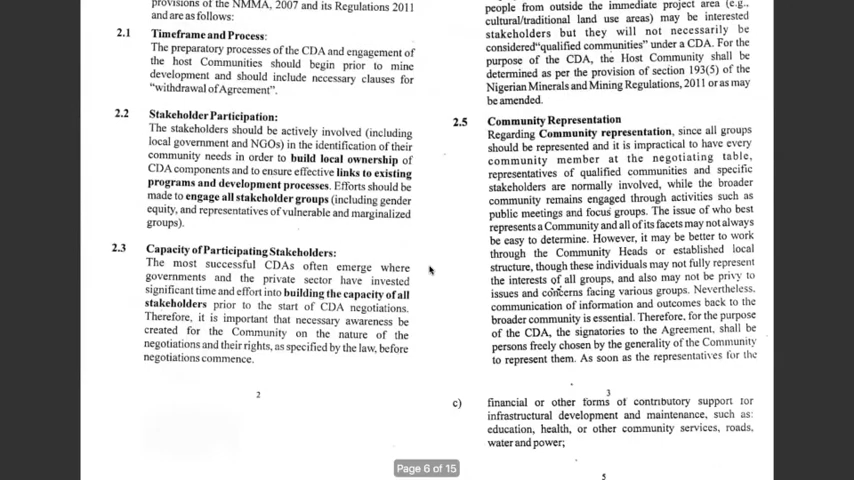 provisions of the NMMA, 2007 and its Regulations 2011
and are as follows:
2.1 Timeframe and Process:
The preparatory processes of the CDA and engagement of
the host Communities should begin prior to mine
development and should include necessary clauses for
“withdrawal of Agreement”.
2.2 Stakeholder Participation:
The stakeholders should be actively involved (including
local government and NGOs) in the identification of their
community needs in order to build local ownership of
CDA components and to ensure effective links to existing
programs and development processes. Efforts should be
made to engage all stakeholder groups (including gender
equity, and representatives of vulnerable and marginalized
groups).
2.3 Capacity of Participating Stakeholders:
The most successful CDAs often emerge where
governments and the private sector have invested
significant time and effort into building the capacity of all
stakeholders prior to the start of CDA negotiations.
Therefore, it is important that necessary awareness be
created for the Community on the nature of the
negotiations and their rights, as specified by the law, before
negotiations commence.
2
people from outside the immediate project area (e.g.,
cultural/traditional land use areas) may be interested
stakeholders but they will not necessarily be
considered“qualified communities” under a CDA. For the
purpose of the CDA, the Host Community shall be
determined as per the provision of section 193(5) of the
Nigerian Minerals and Mining Regulations, 2011 or as may
be amended.
2.5 Community Representation
Regarding Community representation, since all groups
should be represented and it is impractical to have every
community member at the negotiating table,
representatives of qualified communities and specific
stakeholders are normally involved, while the broader
community remains engaged through activities such as
public meetings and focus groups. The issue of who best
represents a Community and all of its facets may not always
be easy to determine. However, it may be better to work
through the Community Heads or established local
structure, though these individuals may not fully represent
the interests of all groups, and also may not be privy to
issues and concerns facing various groups. Nevertheless,
communication of information and outcomes back to the
broader community is essential. Therefore, for the purpose
of the CDA, the signatories to the Agreement, shall be
persons freely chosen by the generality of the Community
to represent them. As soon as the representatives for the
3
c) financial or other forms of contributory support for
infrastructural development and maintenance, such as:
education, health, or other community services, roads,
water and power;
5
Page 6 of 15